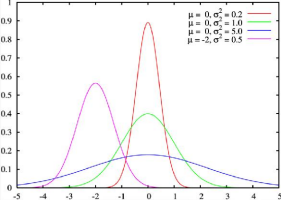 1
0.9
0.8
0.7
0.6
0.5
0.4
0.3
0.2
0.1
0
-5 -4 -3 -2 -1 0 1 2 3 4 5
μ = 0, σ² = 0.2
μ = 0, σ² = 1.0
μ = 0, σ² = 5.0
μ = -2, σ² = 0.5